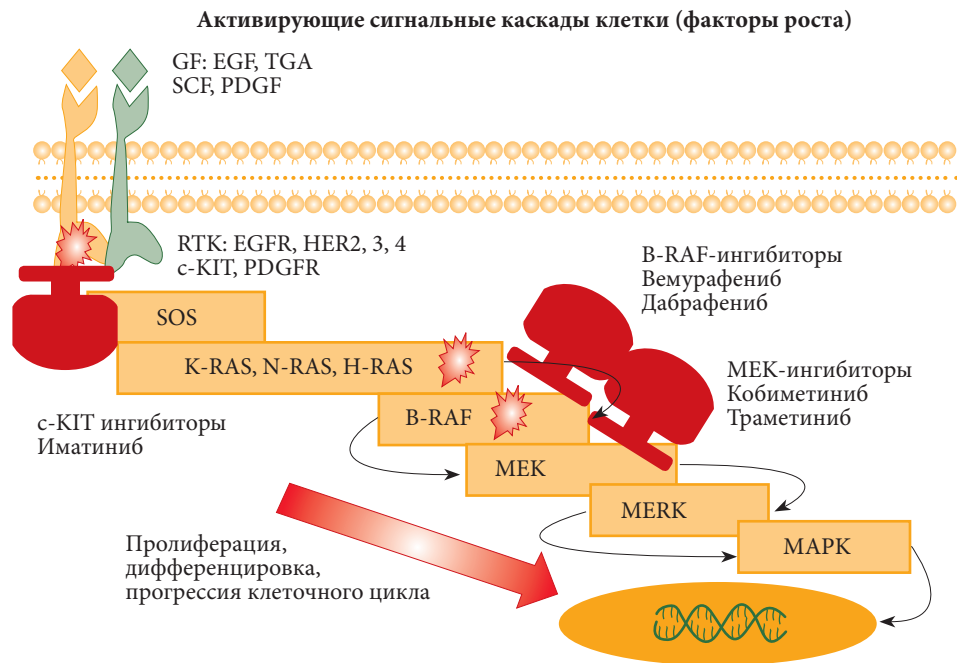 Активирующие сигнальные каскады клетки (факторы роста)
GF: EGF, TGA
SCF, PDGF
RTK: EGFR, HER2, 3, 4
c-KIT, PDGFR
B-RAF-ингибиторы
Вемурафениб
Дабрафениб
SOS
K-RAS, N-RAS, H-RAS
MEK-ингибиторы
Кобиметиниб
Траметиниб
c-KIT ингибиторы
Иматиниб
B-RAF
MEK
MERK
MAPK
Пролиферация,
дифференцировка,
прогрессия клеточного цикла